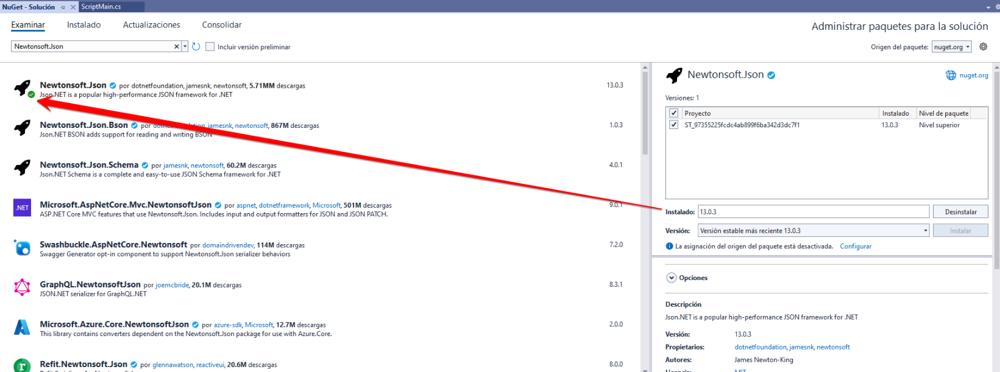 NuGet - Solución
ScriptMain.cs
Examinar Instalado Actualizaciones Consolidar
Administrar paquetes para la solución
Newtonsoft.Json
Incluir versión preliminar
Origen del paquete: nuget.org
Newtonsoft.Json por dotnetfoundation, jamesnk, newtonsoft, 5.71MM descargas 13.0.3
Json.NET is a popular high-performance JSON framework for .NET
Newtonsoft.Json.Bson por dotnetfoundation, jamesnk, newtonsoft, 867M descargas 1.0.3
Json.NET BSON adds support for reading and writing BSON
Newtonsoft.Json.Schema por jamesnk, newtonsoft, 60.2M descargas 4.0.1
Json.NET Schema is a complete and easy-to-use JSON Schema framework for .NET
.NET
Microsoft.AspNetCore.Mvc.NewtonsoftJson por aspnet, dotnetframework, Microsoft, 501M descargas 9.0.1
ASP.NET Core MVC features that use Newtonsoft.Json. Includes input and output formatters for JSON and JSON PATCH.
Swashbuckle.AspNetCore.Newtonsoft por domaindrivendev, 114M descargas 7.2.0
Swagger Generator opt-in component to support Newtonsoft.Json serializer behaviors
GraphQL.NewtonsoftJson por joemcbride, 20.1M descargas 8.3.1
JSON.NET serializer for GraphQL.NET
Microsoft.Azure.Core.NewtonsoftJson por azure-sdk, Microsoft, 12.7M descargas 2.0.0
This library contains converters dependent on the Newtonsoft.Json package for use with Azure.Core.
r
Refit.Newtonsoft.Json por glennawatson, reactiveui, 20.6M descargas 8.0.0
Newtonsoft.Json
nuget.org
Versiones: 1
Proyecto Instalado Nivel de paquete
ST_97355225fcdc4ab899f6ba342d3dc7f1 13.0.3 Nivel superior
Instalado: 13.0.3 Desinstalar
Versión: Versión estable más reciente 13.0.3 Instalar
La asignación del origen del paquete está desactivada. Configurar
Opciones
Descripción
Json.NET is a popular high-performance JSON framework for .NET
Versión: 13.0.3
Propietarios: dotnetfoundation, jamesnk, newtonsoft
Autores: James Newton-King
Licencia: MIT